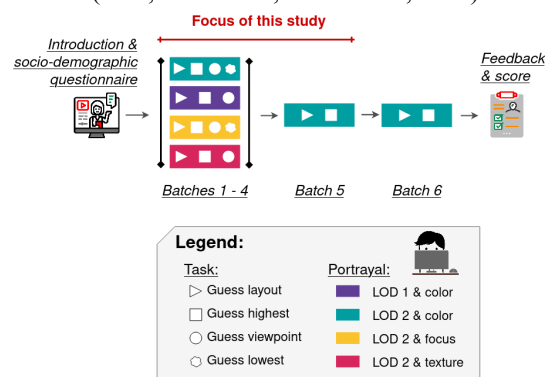 Focus of this study
Introduction &
socio-demographic
questionnaire
Feedback
& score
Batches 1 - 4
Batch 5
Batch 6
Legend:
Task:
Guess layout
Guess highest
Guess viewpoint
Guess lowest
Portrayal:
LOD 1 & color
LOD 2 & color
LOD 2 & focus
LOD 2 & texture